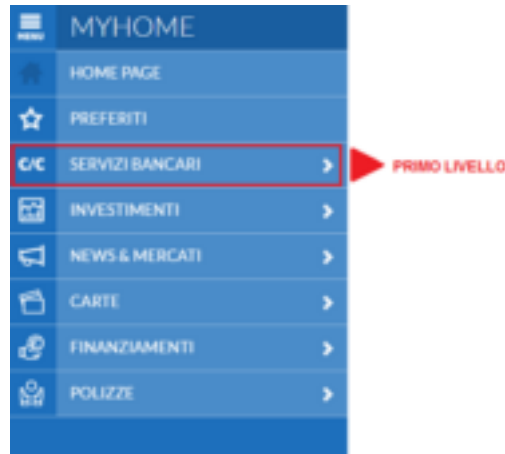 MENU
MYHOME
HOME PAGE
PREFERITI
C/C SERVIZI BANCARI
PRIMO LIVELLO
INVESTIMENTI
NEWS & MERCATI
CARTE
FINANZIAMENTI
POLIZZE